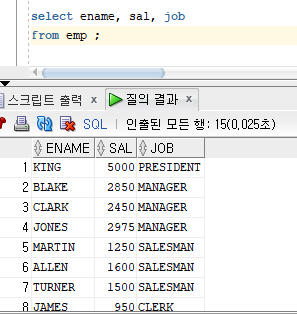 select ename, sal, job
from emp ;
스크립트 출력 × 질의 결과 ×
SQL | 인출된 모든 행: 15(0,025초)
ENAME SAL JOB
1 KING 5000 PRESIDENT
2 BLAKE 2850 MANAGER
3 CLARK 2450 MANAGER
4 JONES 2975 MANAGER
5 MARTIN 1250 SALESMAN
6 ALLEN 1600 SALESMAN
7 TURNER 1500 SALESMAN
8 JAMES 950 CLERK